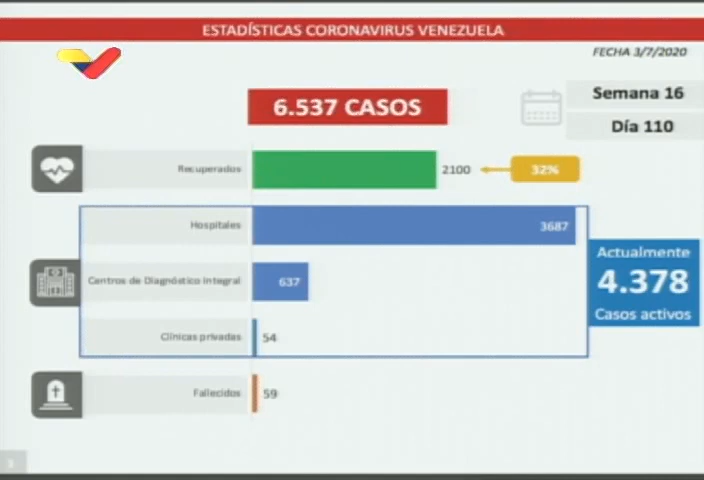 ESTADÍSTICAS CORONAVIRUS VENEZUELA
FECHA 3/7/2020
Semana 16
6.537 CASOS
Día 110
Recuperados 2100 32%
Hospitales 3687
Actualmente
4.378
Casos activos
Centros de Diagnóstico Integral 637
Clínicas privadas 54
Fallecidos 59